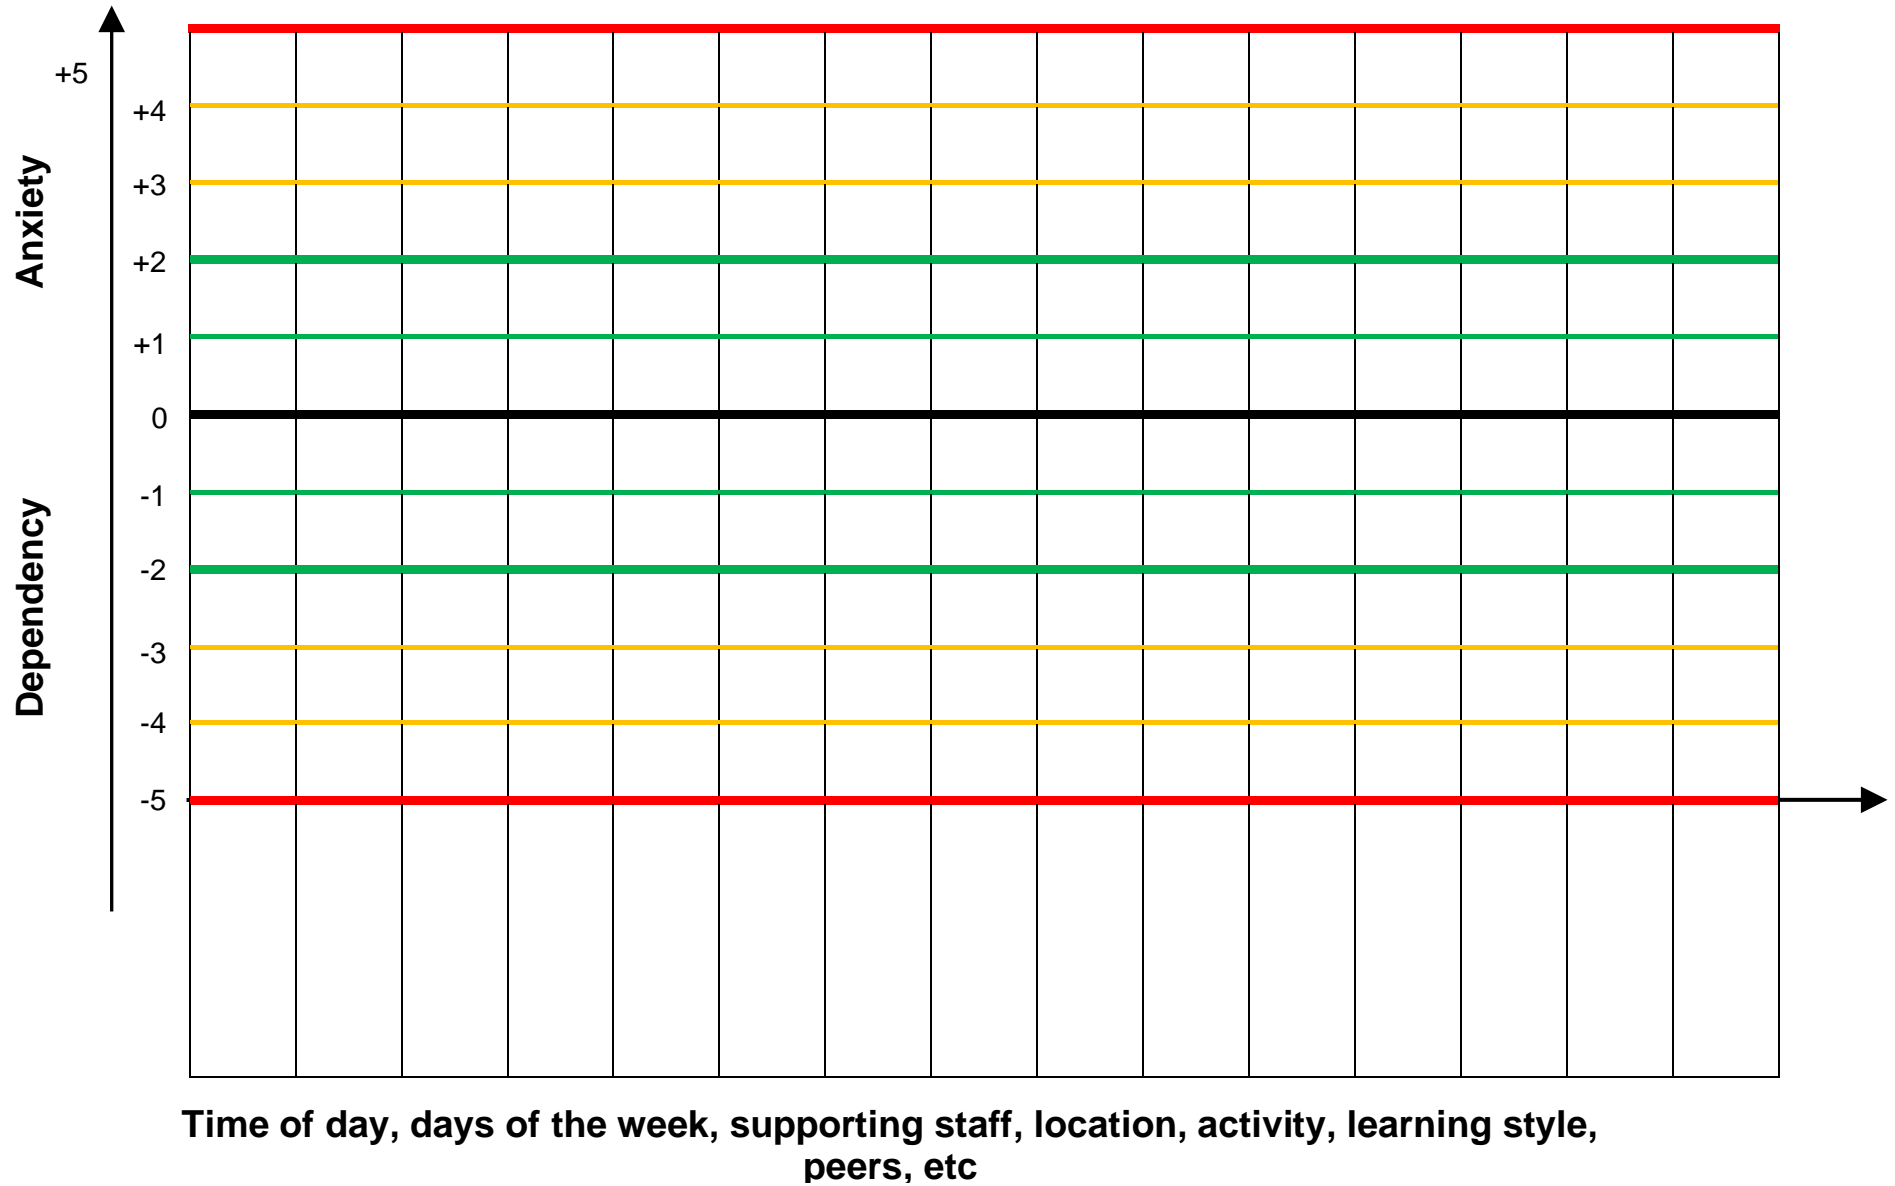 +5
+4
+3
Anxiety
+2
+1
0
-1
Dependency
-2
-3
-4
-5
Time of day, days of the week, supporting staff, location, activity, learning style,
peers, etc